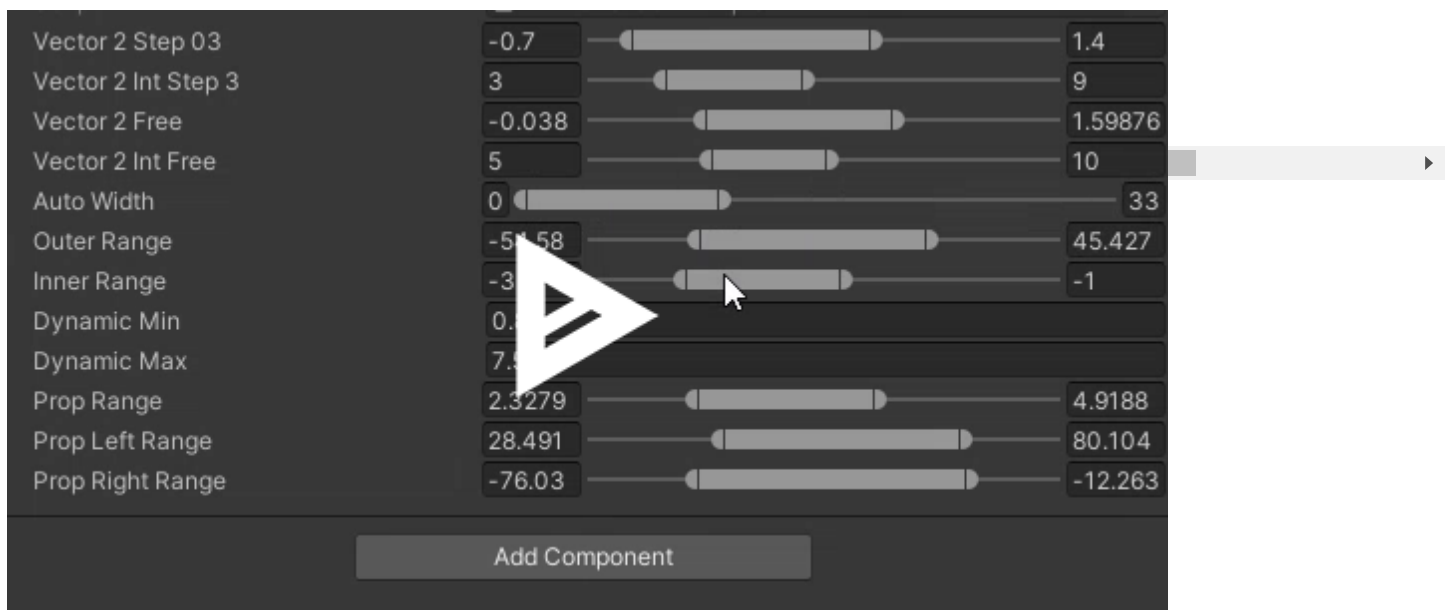 Vector 2 Step 03 -0.7 1.4
Vector 2 Int Step 3 3 9
Vector 2 Free -0.038 1.59876
Vector 2 Int Free 5 10
Auto Width 0 33
Outer Range 45.427
Inner Range -1
Dynamic Min
Dynamic Max
Prop Range 2.3279 4.9188
Prop Left Range 28.491 80.104
Prop Right Range -76.03 -12.263
Add Component